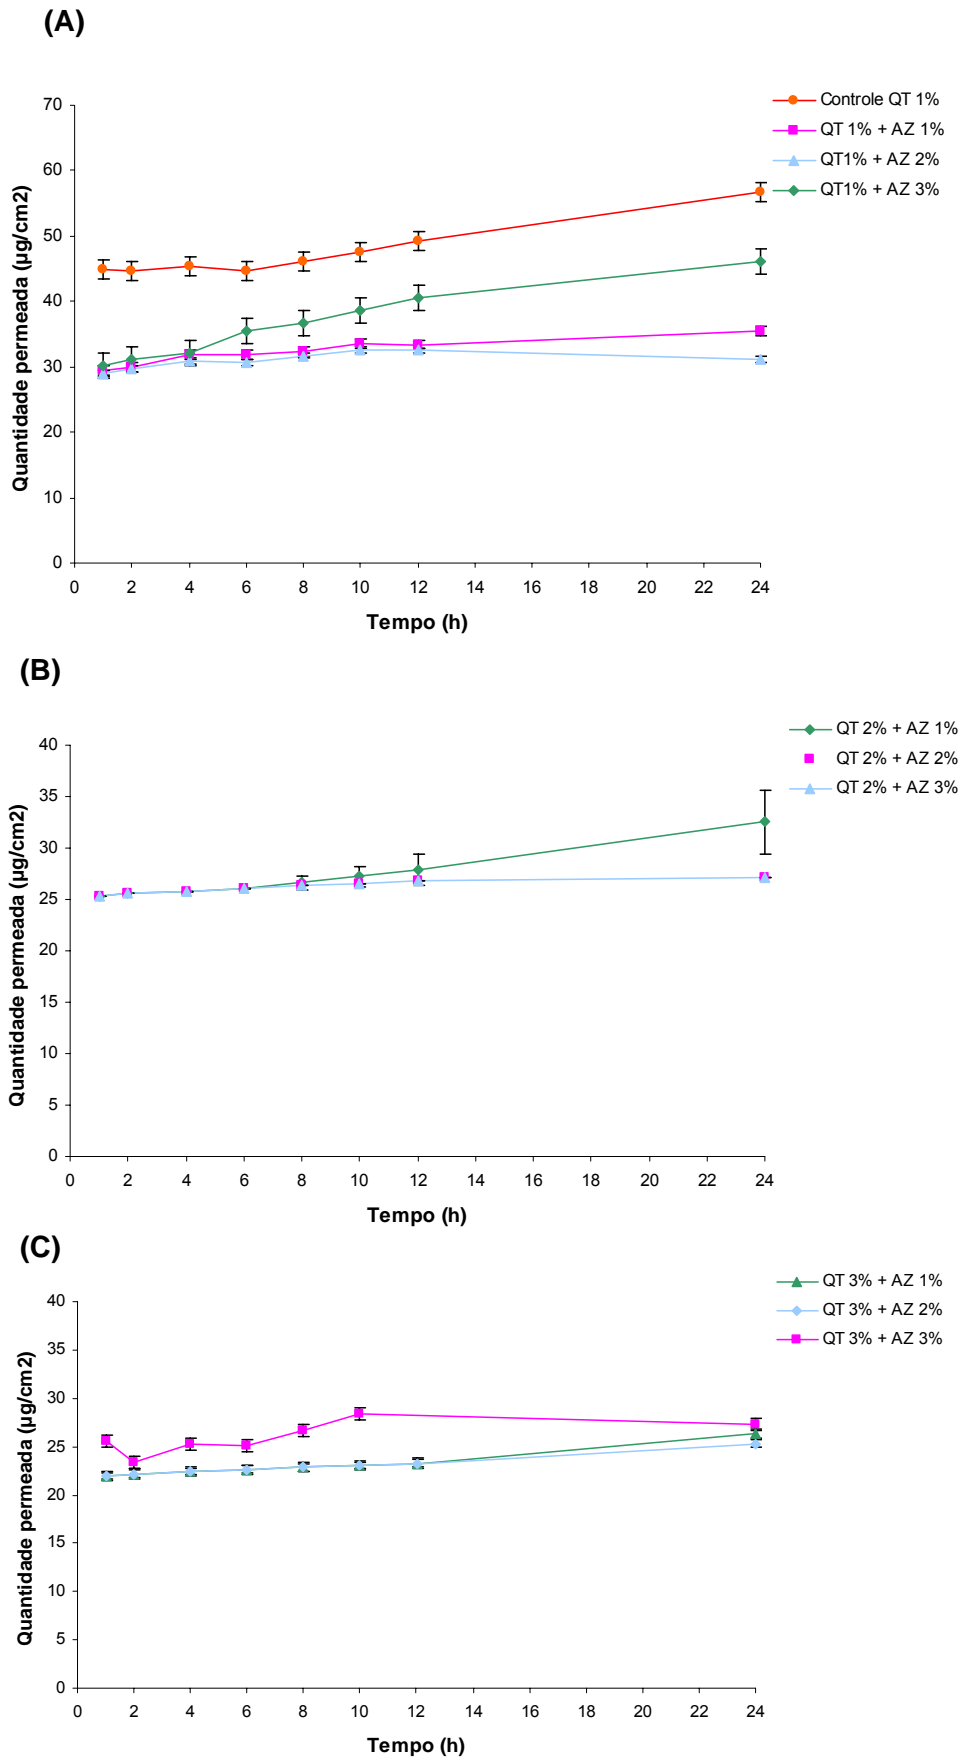 (A)
Controle QT 1%
QT 1% + AZ 1%
QT1% + AZ 2%
QT1% + AZ 3%
Quantidade permeada (µg/cm2)
70
60
50
40
30
20
10
0
0 2 4 6 8 10 12 14 16 18 20 22 24
Tempo (h)
(B)
QT 2% + AZ 1%
QT 2% + AZ 2%
QT 2% + AZ 3%
Quantidade permeada (µg/cm2)
40
35
30
25
20
15
10
5
0
0 2 4 6 8 10 12 14 16 18 20 22 24
Tempo (h)
(C)
QT 3% + AZ 1%
QT 3% + AZ 2%
QT 3% + AZ 3%
Quantidade permeada (µg/cm2)
40
35
30
25
20
15
10
5
0
0 2 4 6 8 10 12 14 16 18 20 22 24
Tempo (h)